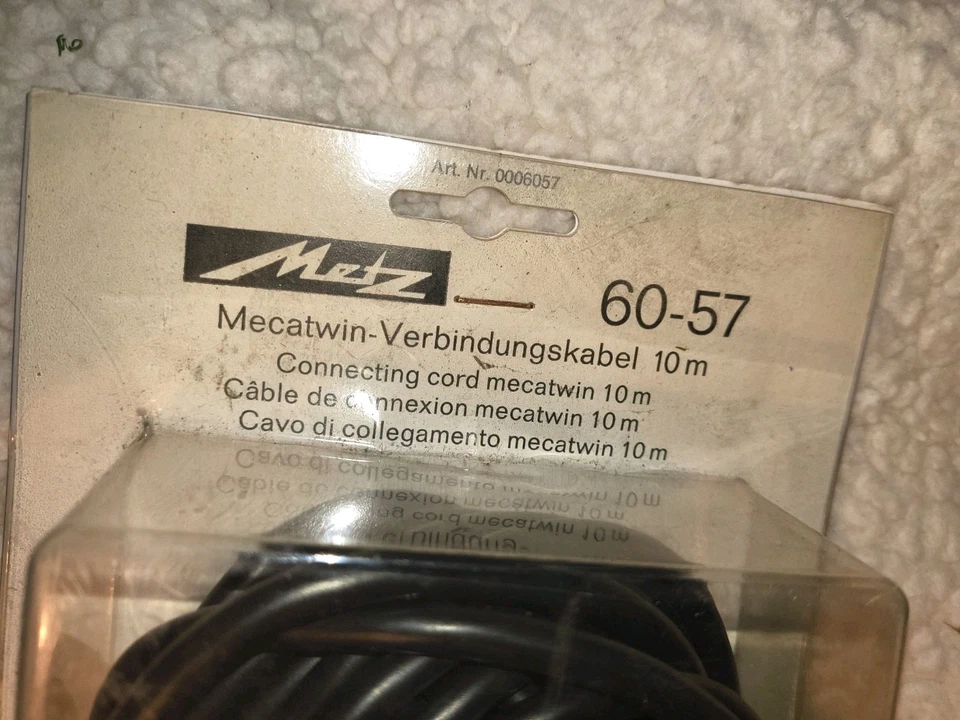 Art. Nr. 0006057
Metz
60-57
Mecatwin-Verbindungskabel 10 m
Connecting cord mecatwin 10 m
Câble de connexion mecatwin 10 m
Cavo di collegamento mecatwin 10 m